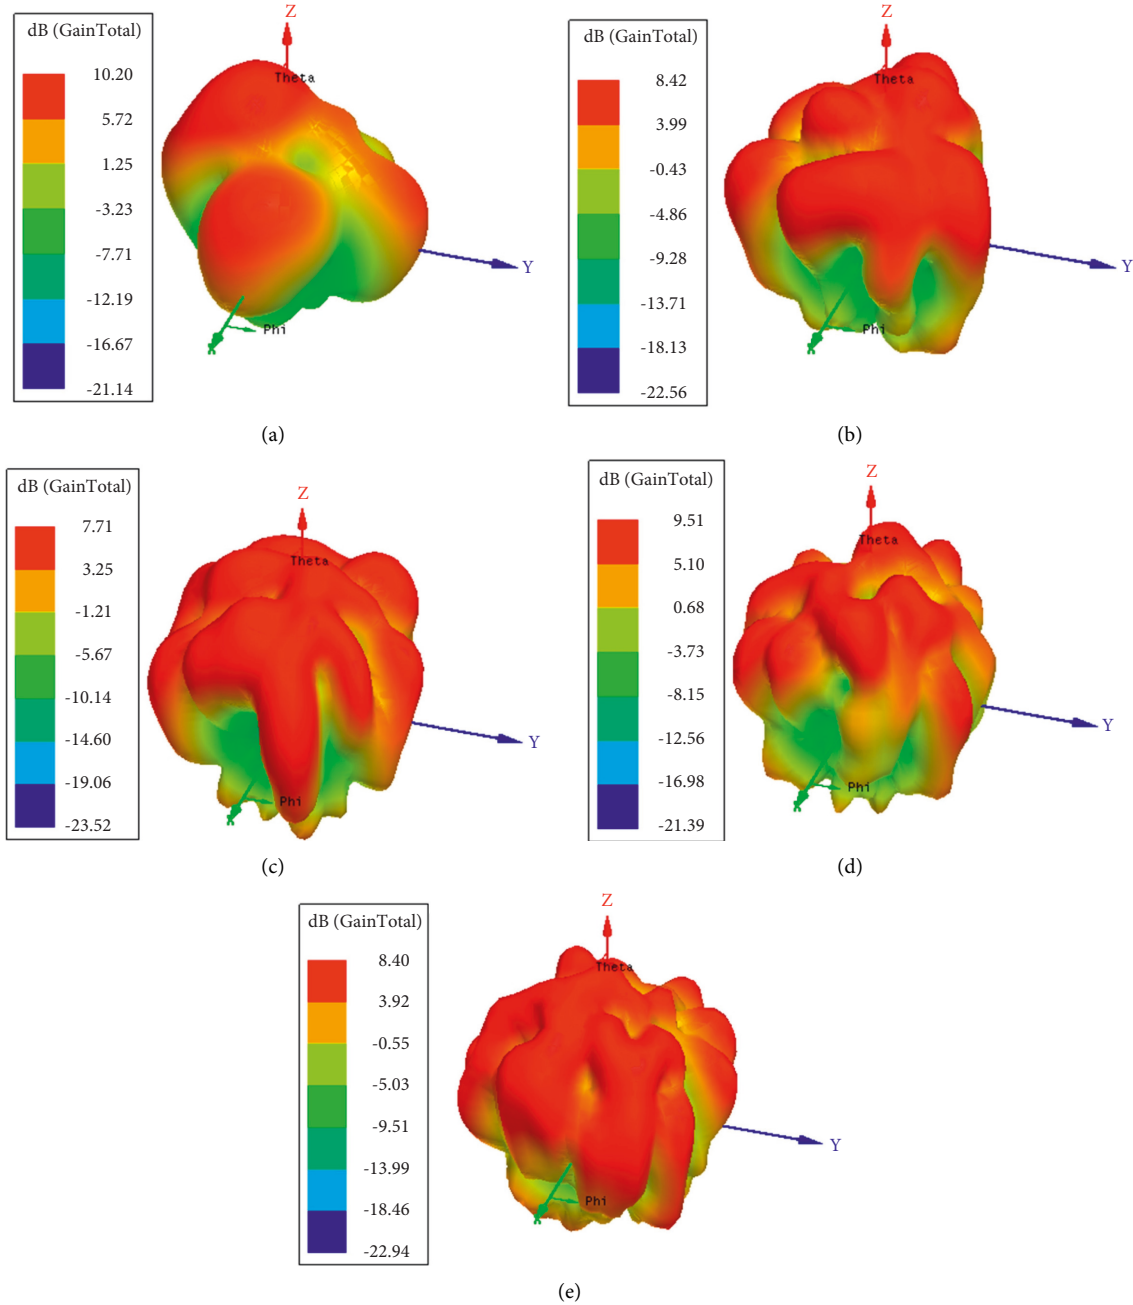 dB (GainTotal)
10.20
5.72
1.25
-3.23
-7.71
-12.19
-16.67
-21.14
Z
Theta
Y
Phi
X
(a)
dB (GainTotal)
8.42
3.99
-0.43
-4.86
-9.28
-13.71
-18.13
-22.56
Z
Theta
Y
Phi
X
(b)
dB (GainTotal)
7.71
3.25
-1.21
-5.67
-10.14
-14.60
-19.06
-23.52
Z
Theta
Y
Phi
X
(c)
dB (GainTotal)
9.51
5.10
0.68
-3.73
-8.15
-12.56
-16.98
-21.39
Z
Theta
Y
Phi
X
(d)
dB (GainTotal)
8.40
3.92
-0.55
-5.03
-9.51
-13.99
-18.46
-22.94
Z
Theta
Y
Phi
X
(e)